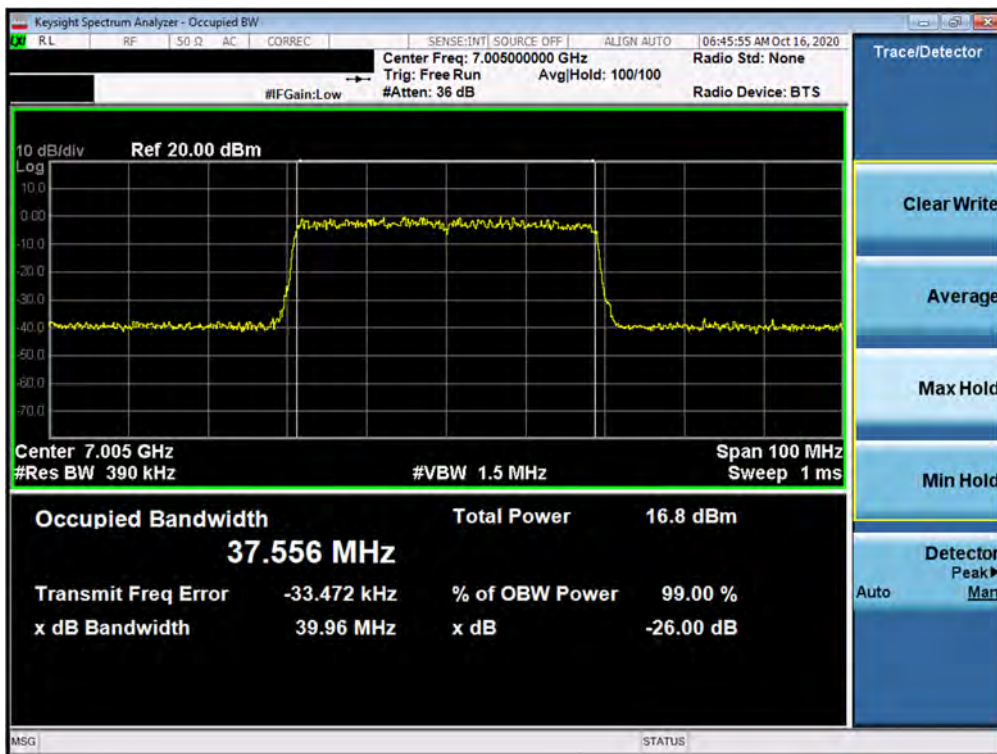 Keysight Spectrum Analyzer - Occupied BW
LXI RL RF 50 Ω AC CORREC SENSE:INT SOURCE OFF ALIGN AUTO 06:45:55 AM Oct 16, 2020
Center Freq: 7.005000000 GHz Radio Std: None
Trig: Free Run Avg|Hold: 100/100
#IFGain:Low #Atten: 36 dB Radio Device: BTS
Trace/Detector
10 dB/div Ref 20.00 dBm
Log
10.0
0.00
-10.0
-20.0
-30.0
-40.0
-50.0
-60.0
-70.0
Center 7.005 GHz Span 100 MHz
#Res BW 390 kHz #VBW 1.5 MHz Sweep 1 ms
Occupied Bandwidth Total Power 16.8 dBm
37.556 MHz
Transmit Freq Error -33.472 kHz % of OBW Power 99.00 %
x dB Bandwidth 39.96 MHz x dB -26.00 dB
Clear Write
Average
Max Hold
Min Hold
Detector
Peak
Auto Man
MSG STATUS